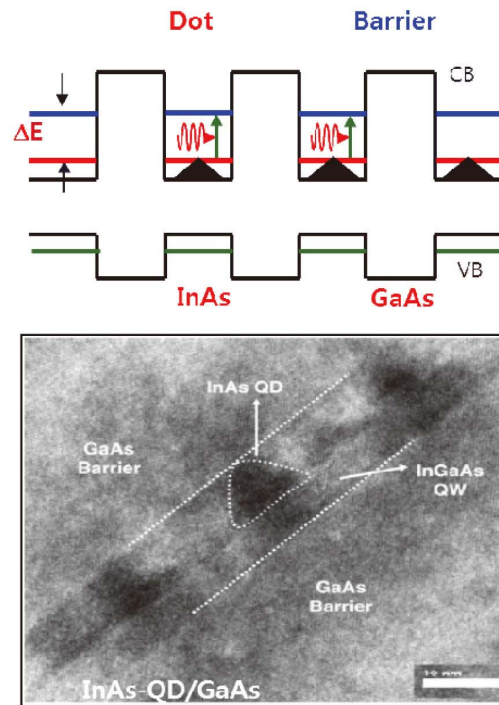 Dot Barrier
CB
ΔE
VB
InAs GaAs
InAs QD
GaAs
Barrier
InGaAs
QW
GaAs
Barrier
InAs-QD/GaAs